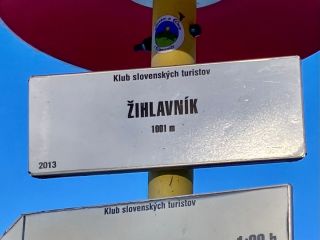 Klub slovenských turistov
ŽIHLAVNÍK
1001 m
2013
Klub slovenských turistov